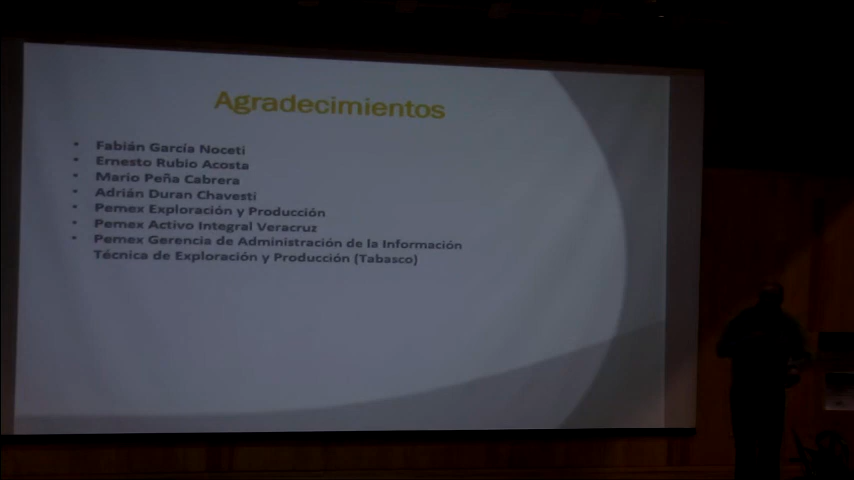 Agradecimientos
• Fabián García Noceti
• Ernesto Rubio Acosta
• Mario Peña Cabrera
• Adrián Duran Chavesti
• Pemex Exploración y Producción
• Pemex Activo Integral Veracruz
• Pemex Gerencia de Administración de la Información
Técnica de Exploración y Producción (Tabasco)